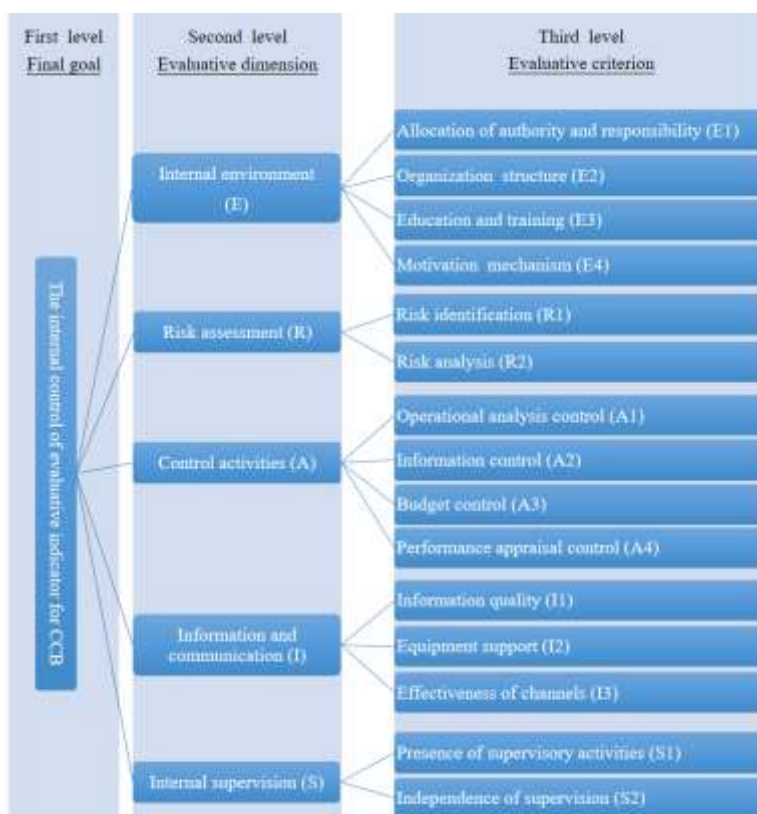 First level
Final goal
Second level
Evaluative dimension
Third level
Evaluative criterion
The internal control of evaluative indicator for CCB
Internal environment
(E)
Allocation of authority and responsibility (E1)
Organization structure (E2)
Education and training (E3)
Motivation mechanism (E4)
Risk assessment (R)
Risk identification (R1)
Risk analysis (R2)
Control activities (A)
Operational analysis control (A1)
Information control (A2)
Budget control (A3)
Performance appraisal control (A4)
Information and
communication (I)
Information quality (I1)
Equipment support (I2)
Effectiveness of channels (I3)
Internal supervision (S)
Presence of supervisory activities (S1)
Independence of supervision (S2)